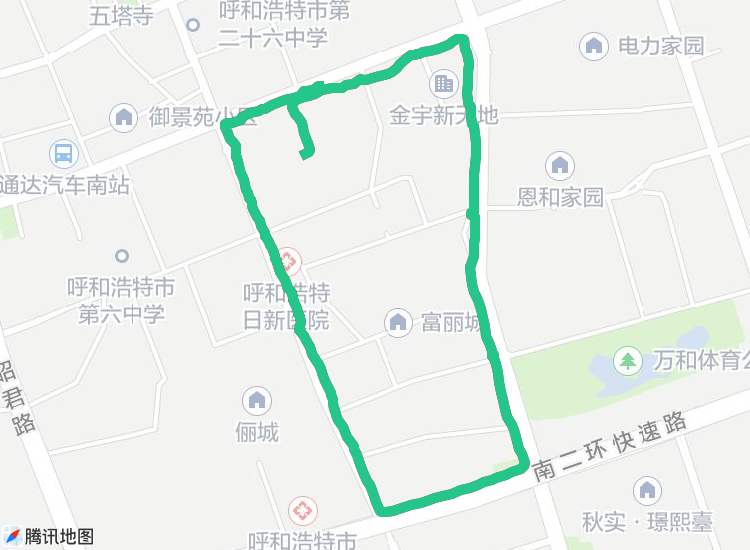 五塔寺
呼和浩特市第
二十六中学
电力家园
御景苑小区
金宇新天地
通达汽车南站
恩和家园
呼和浩特市
第六中学
呼和浩特
日新医院
富丽城
万和体育公
昭君路
俪城
南二环快速路
秋实·璟熙臺
呼和浩特市
腾讯地图